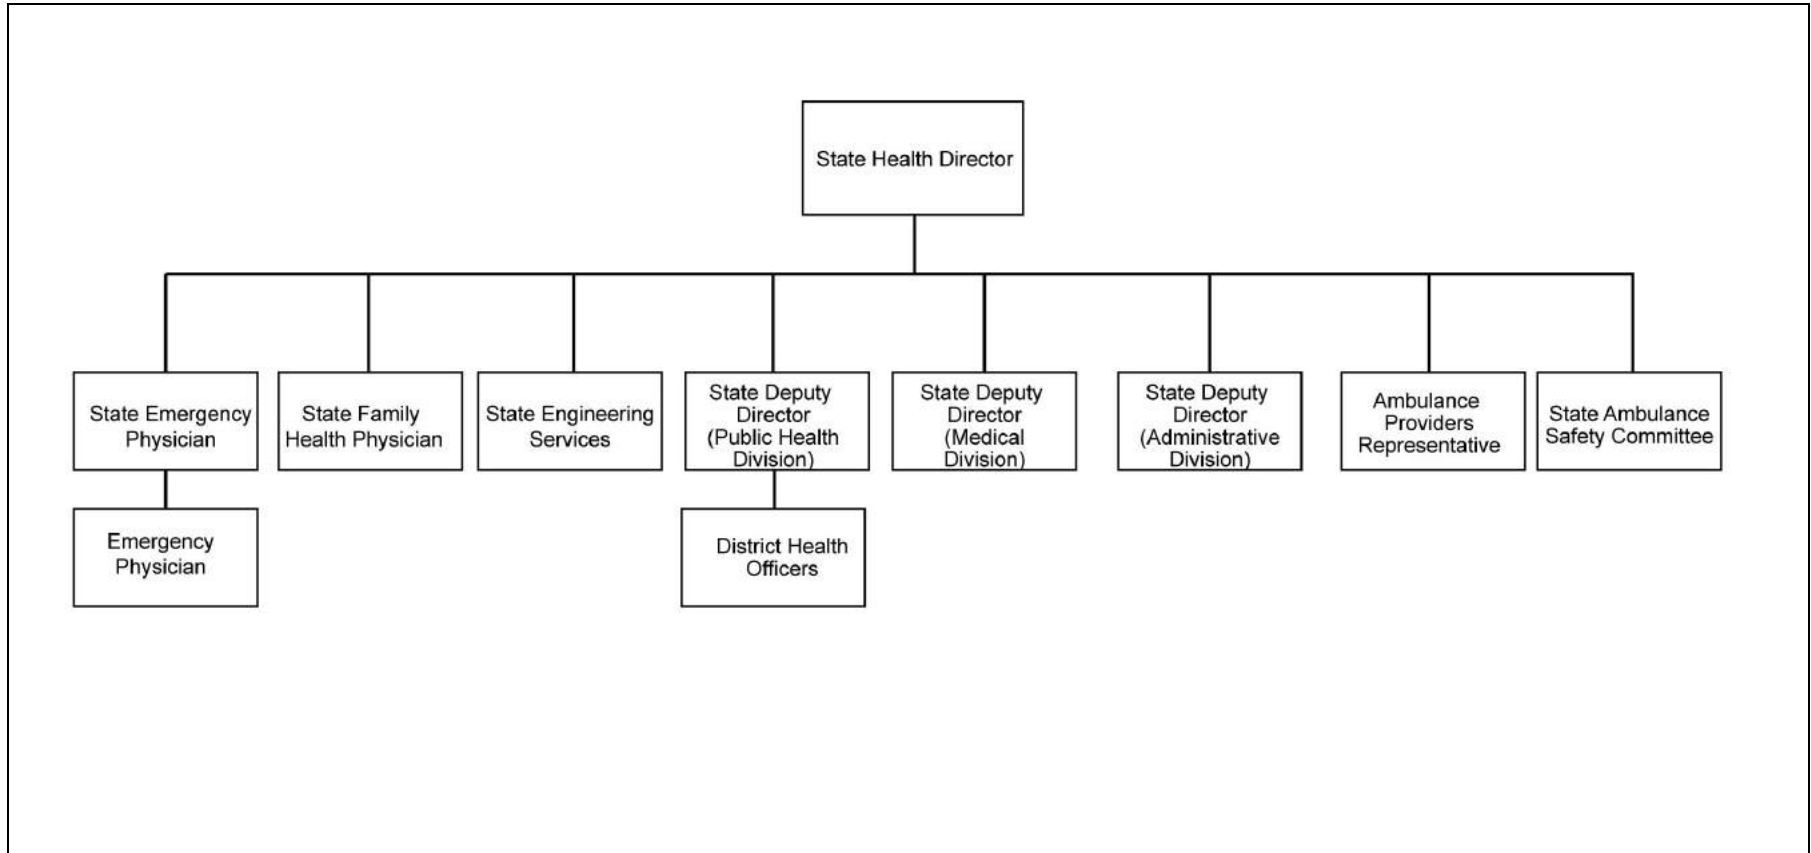 State Health Director
State Emergency
Physician
State Family
Health Physician
State Engineering
Services
State Deputy
Director
(Public Health
Division)
State Deputy
Director
(Medical
Division)
State Deputy
Director
(Administrative
Division)
Ambulance
Providers
Representative
State Ambulance
Safety Committee
Emergency
Physician
District Health
Officers